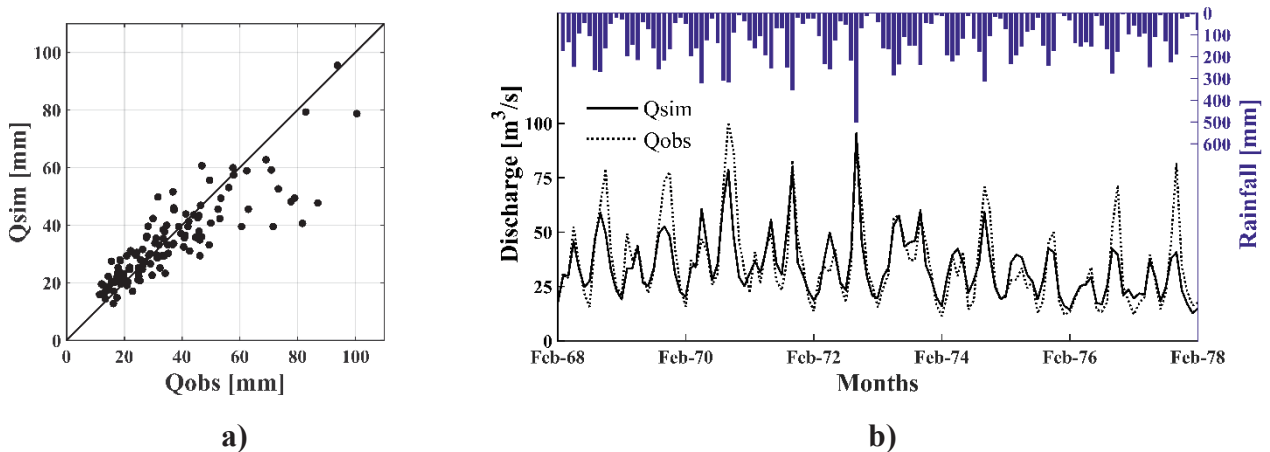 100
80
60
40
20
0
Qsim [mm]
0 20 40 60 80 100
Qobs [mm]
a)
0
100
200
300
400
500
600
Rainfall [mm]
Qsim
Qobs
100
75
50
25
0
Discharge [m³/s]
Feb-68 Feb-70 Feb-72 Feb-74 Feb-76 Feb-78
Months
b)